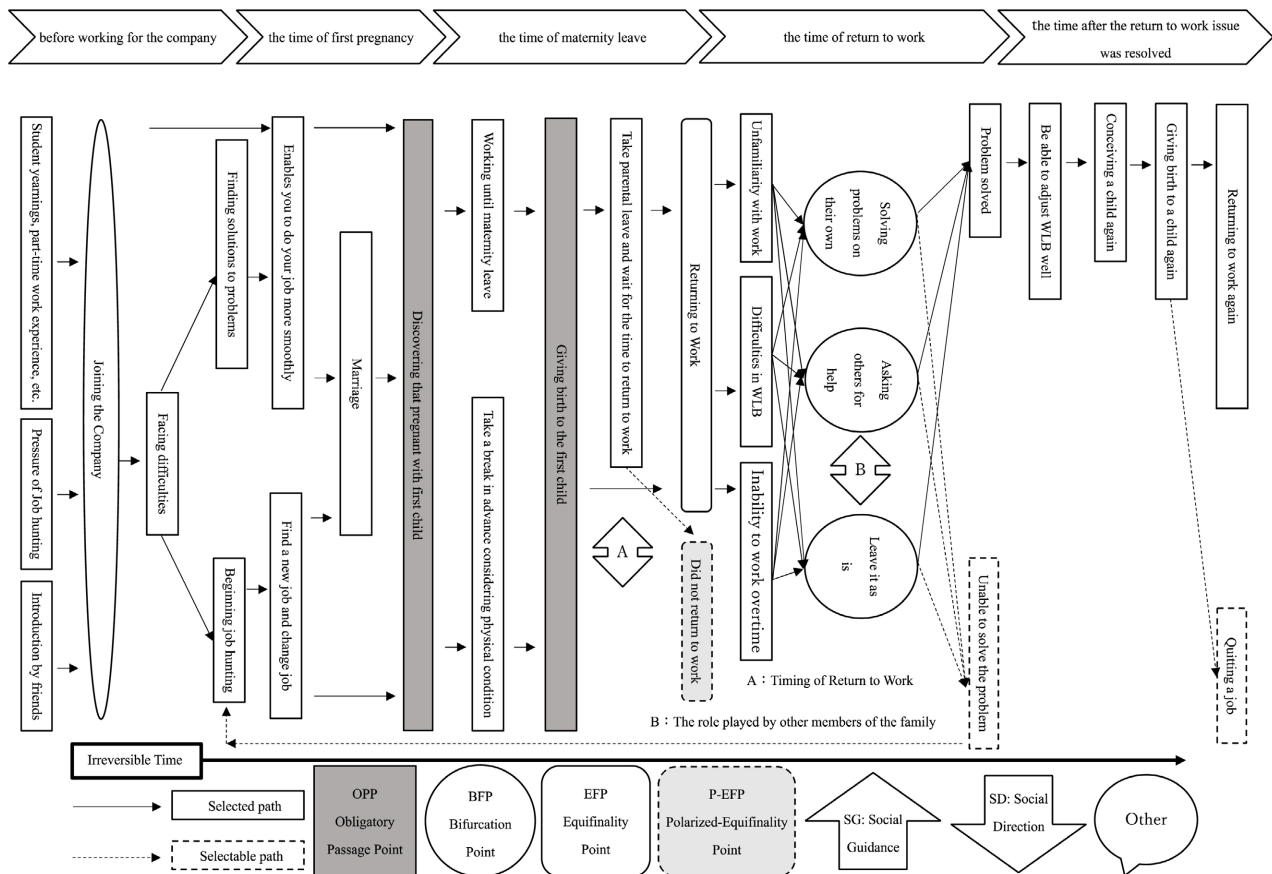 before working for the company
the time of first pregnancy
the time of maternity leave
the time of return to work
the time after the return to work issue
was resolved
Student yearnings, part-time work experience, etc.
Pressure of Job hunting
Introduction by friends
Joining the Company
Facing difficulties
Finding solutions to problems
Beginning job hunting
Enables you to do your job more smoothly
Find a new job and change job
Marriage
Discovering that pregnant with first child
Working until maternity leave
Take a break in advance considering physical condition
Giving birth to the first child
Take parental leave and wait for the time to return to work
A
Returning to Work
Did not return to work
Unfamiliarity with work
Difficulties in WLB
Inability to work overtime
Solving
problems on
their own
Asking
others for
help
B
Leave it as
is
Problem solved
Unable to solve the problem
Be able to adjust WLB well
Conceiving a child again
Giving birth to a child again
Returning to work again
Quitting a job
A：Timing of Return to Work
B：The role played by other members of the family
Irreversible Time
Selected path
Selectable path
OPP
Obligatory
Passage Point
BFP
Bifurcation
Point
EFP
Equifinality
Point
P-EFP
Polarized-Equifinality
Point
SG: Social
Guidance
SD: Social
Direction
Other